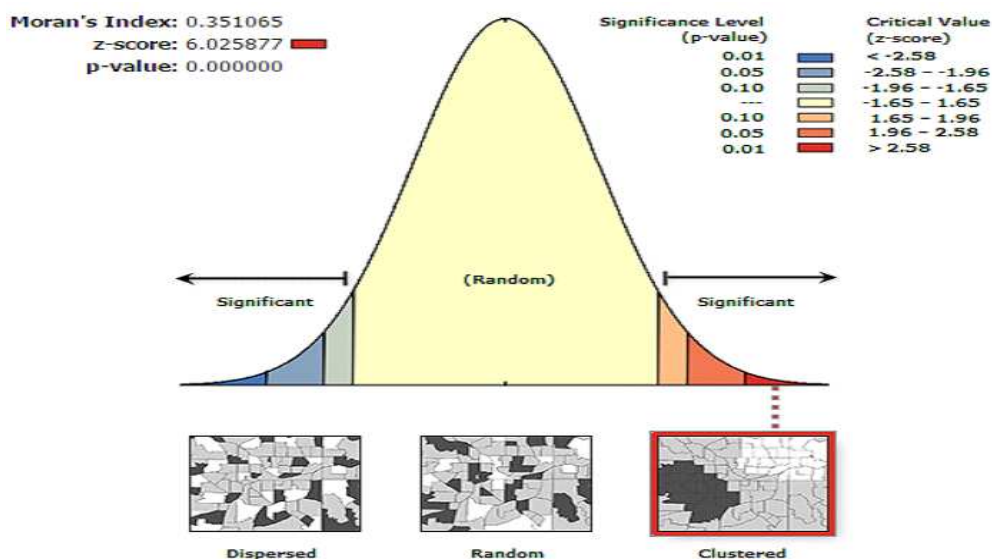 Moran's Index: 0.351065
z-score: 6.025877
p-value: 0.000000
Significance Level
(p-value)
Critical Value
(z-score)
0.01 < -2.58
0.05 -2.58 – -1.96
0.10 -1.96 – -1.65
--- -1.65 – 1.65
0.10 1.65 – 1.96
0.05 1.96 – 2.58
0.01 > 2.58
(Random)
Significant
Significant
Dispersed
Random
Clustered